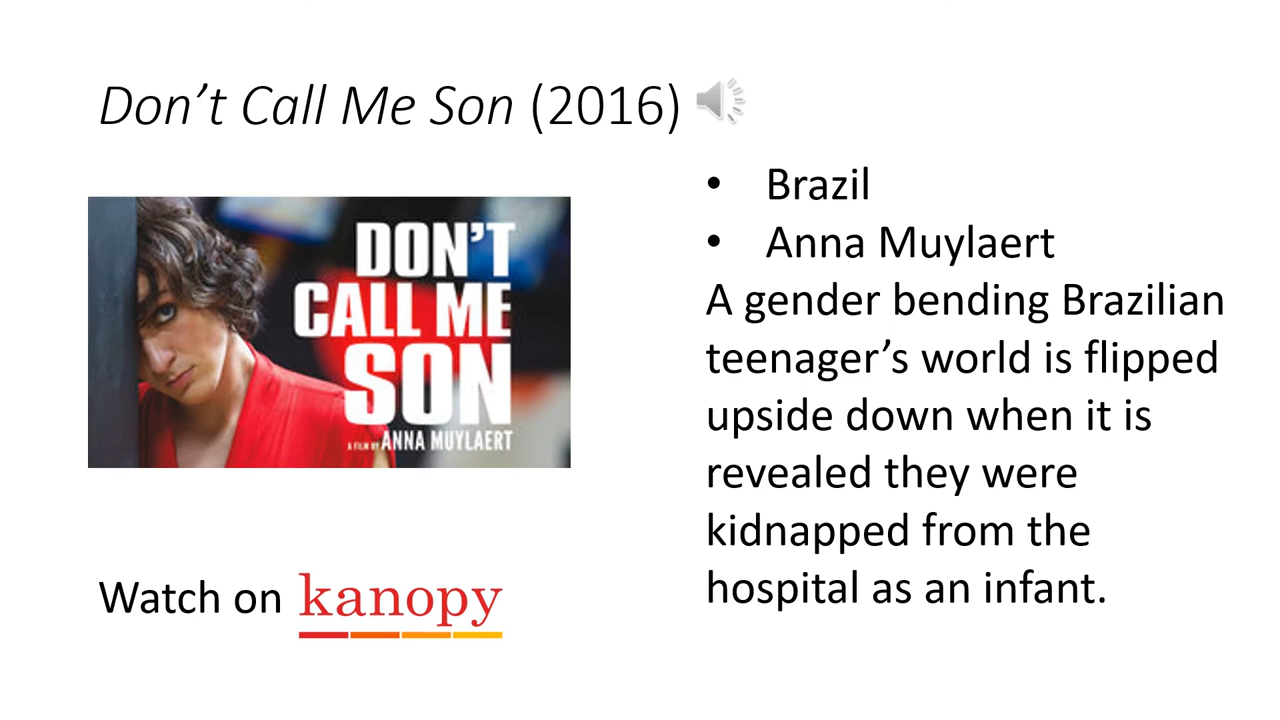 Don’t Call Me Son (2016)
DON'T
CALL ME
SON
A FILM BY ANNA MUYLAERT
• Brazil
• Anna Muylaert
A gender bending Brazilian
teenager’s world is flipped
upside down when it is
revealed they were
kidnapped from the
hospital as an infant.
Watch on kanopy